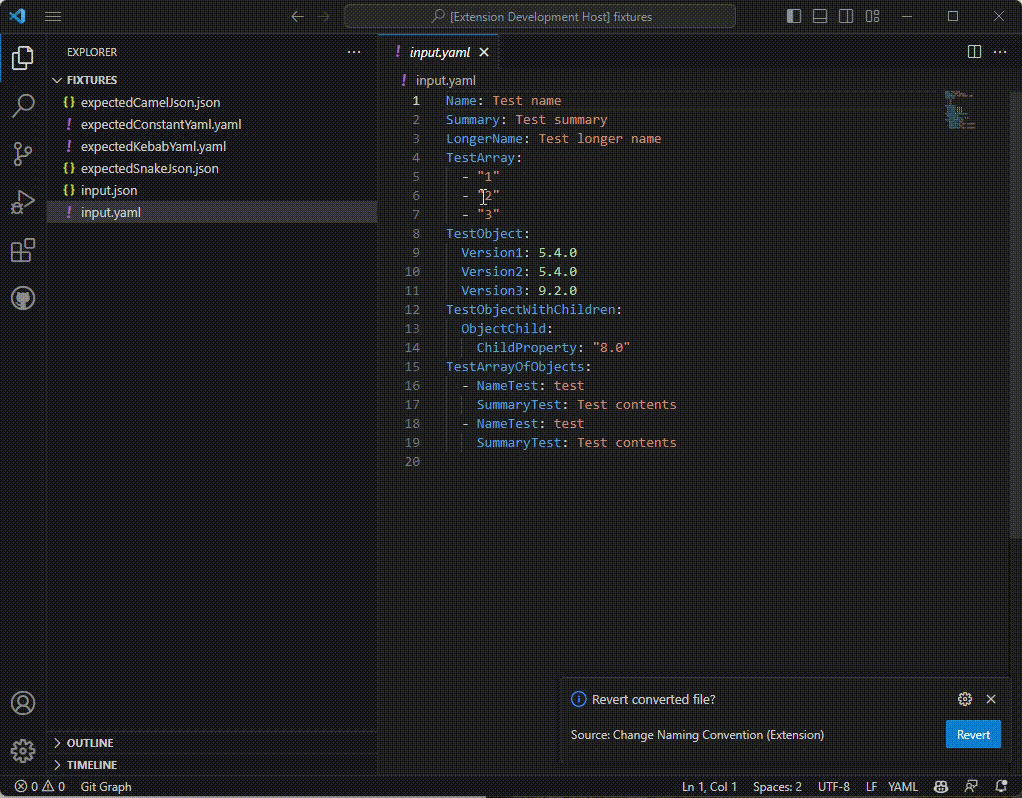 [Extension Development Host] fixtures
EXPLORER
FIXTURES
{} expectedCamelJson.json
! expectedConstantYaml.yaml
! expectedKebabYaml.yaml
{} expectedSnakeJson.json
{} input.json
! input.yaml
OUTLINE
TIMELINE
! input.yaml
! input.yaml
1 Name: Test name
2 Summary: Test summary
3 LongerName: Test longer name
4 TestArray:
5 - "1"
6 - "2"
7 - "3"
8 TestObject:
9 Version1: 5.4.0
10 Version2: 5.4.0
11 Version3: 9.2.0
12 TestObjectWithChildren:
13 ObjectChild:
14 ChildProperty: "8.0"
15 TestArrayOfObjects:
16 - NameTest: test
17 SummaryTest: Test contents
18 - NameTest: test
19 SummaryTest: Test contents
20
Revert converted file?
Source: Change Naming Convention (Extension)
Revert
0 0 Git Graph Ln 1, Col 1 Spaces: 2 UTF-8 LF YAML